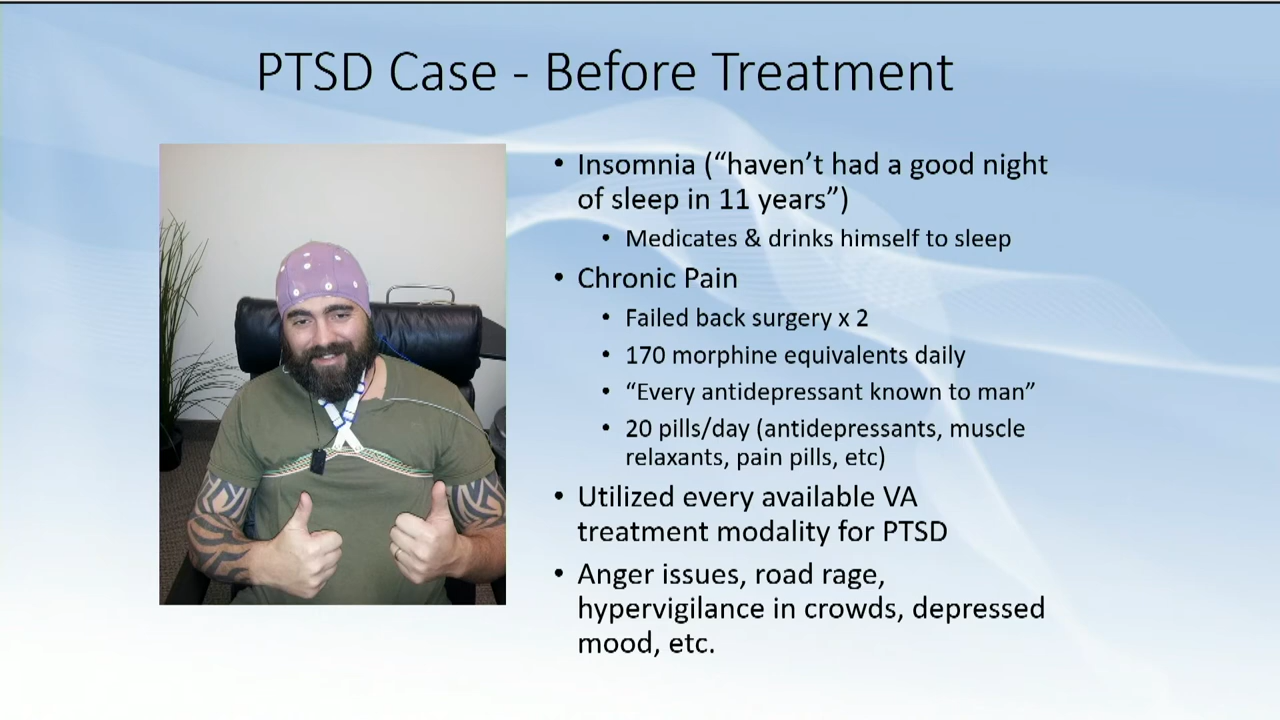 PTSD Case - Before Treatment
• Insomnia (“haven’t had a good night
of sleep in 11 years”)
• Medicates & drinks himself to sleep
• Chronic Pain
• Failed back surgery x 2
• 170 morphine equivalents daily
• “Every antidepressant known to man”
• 20 pills/day (antidepressants, muscle
relaxants, pain pills, etc)
• Utilized every available VA
treatment modality for PTSD
• Anger issues, road rage,
hypervigilance in crowds, depressed
mood, etc.